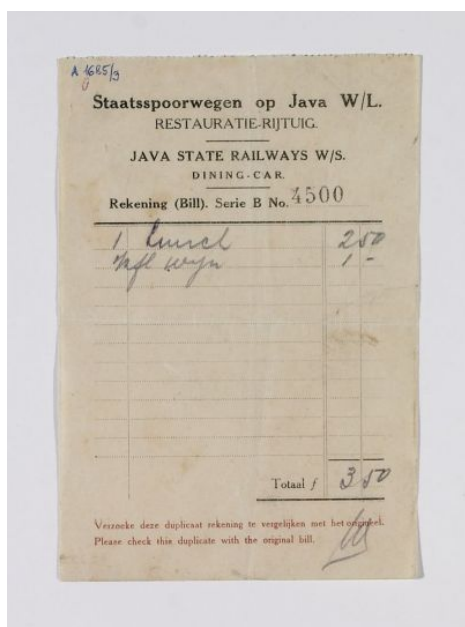 A 1685/3
Staatsspoorwegen op Java W/L.
RESTAURATIE-RIJTUIG.
JAVA STATE RAILWAYS W/S.
DINING-CAR.
Rekening (Bill). Serie B No. 4500
1 lunch 2 50
½ fl wijn 1 -
Totaal f 3 50
Verzoeke deze duplicaat rekening te vergelijken met het origineel.
Please check this duplicate with the original bill.